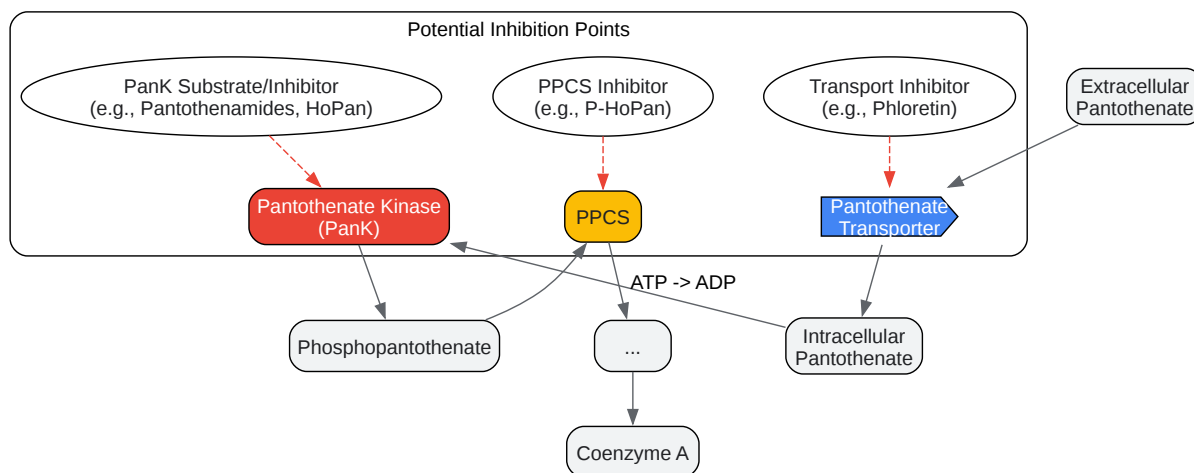 Potential Inhibition Points
PanK Substrate/Inhibitor
(e.g., Pantothenamides, HoPan)
PPCS Inhibitor
(e.g., P-HoPan)
Transport Inhibitor
(e.g., Phloretin)
Extracellular
Pantothenate
Pantothenate Kinase
(PanK)
PPCS
Pantothenate
Transporter
ATP -> ADP
Phosphopantothenate
...
Intracellular
Pantothenate
Coenzyme A